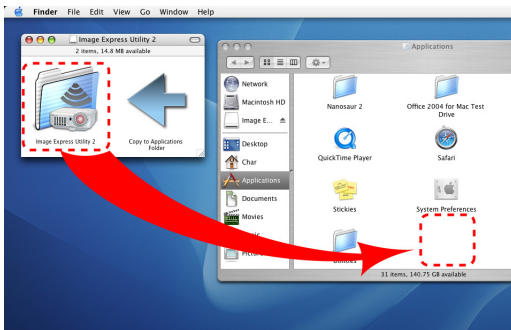 Finder File Edit View Go Window Help
Image Express Utility 2
2 items, 14.8 MB available
Image Express Utility 2
Copy to Applications
Folder
Applications
Network
Macintosh HD
Image E...
Desktop
Char
Applications
Documents
Movies
Nanosaur 2
Office 2004 for Mac Test
Drive
QuickTime Player
Safari
Stickies
System Preferences
31 items, 140.75 GB available